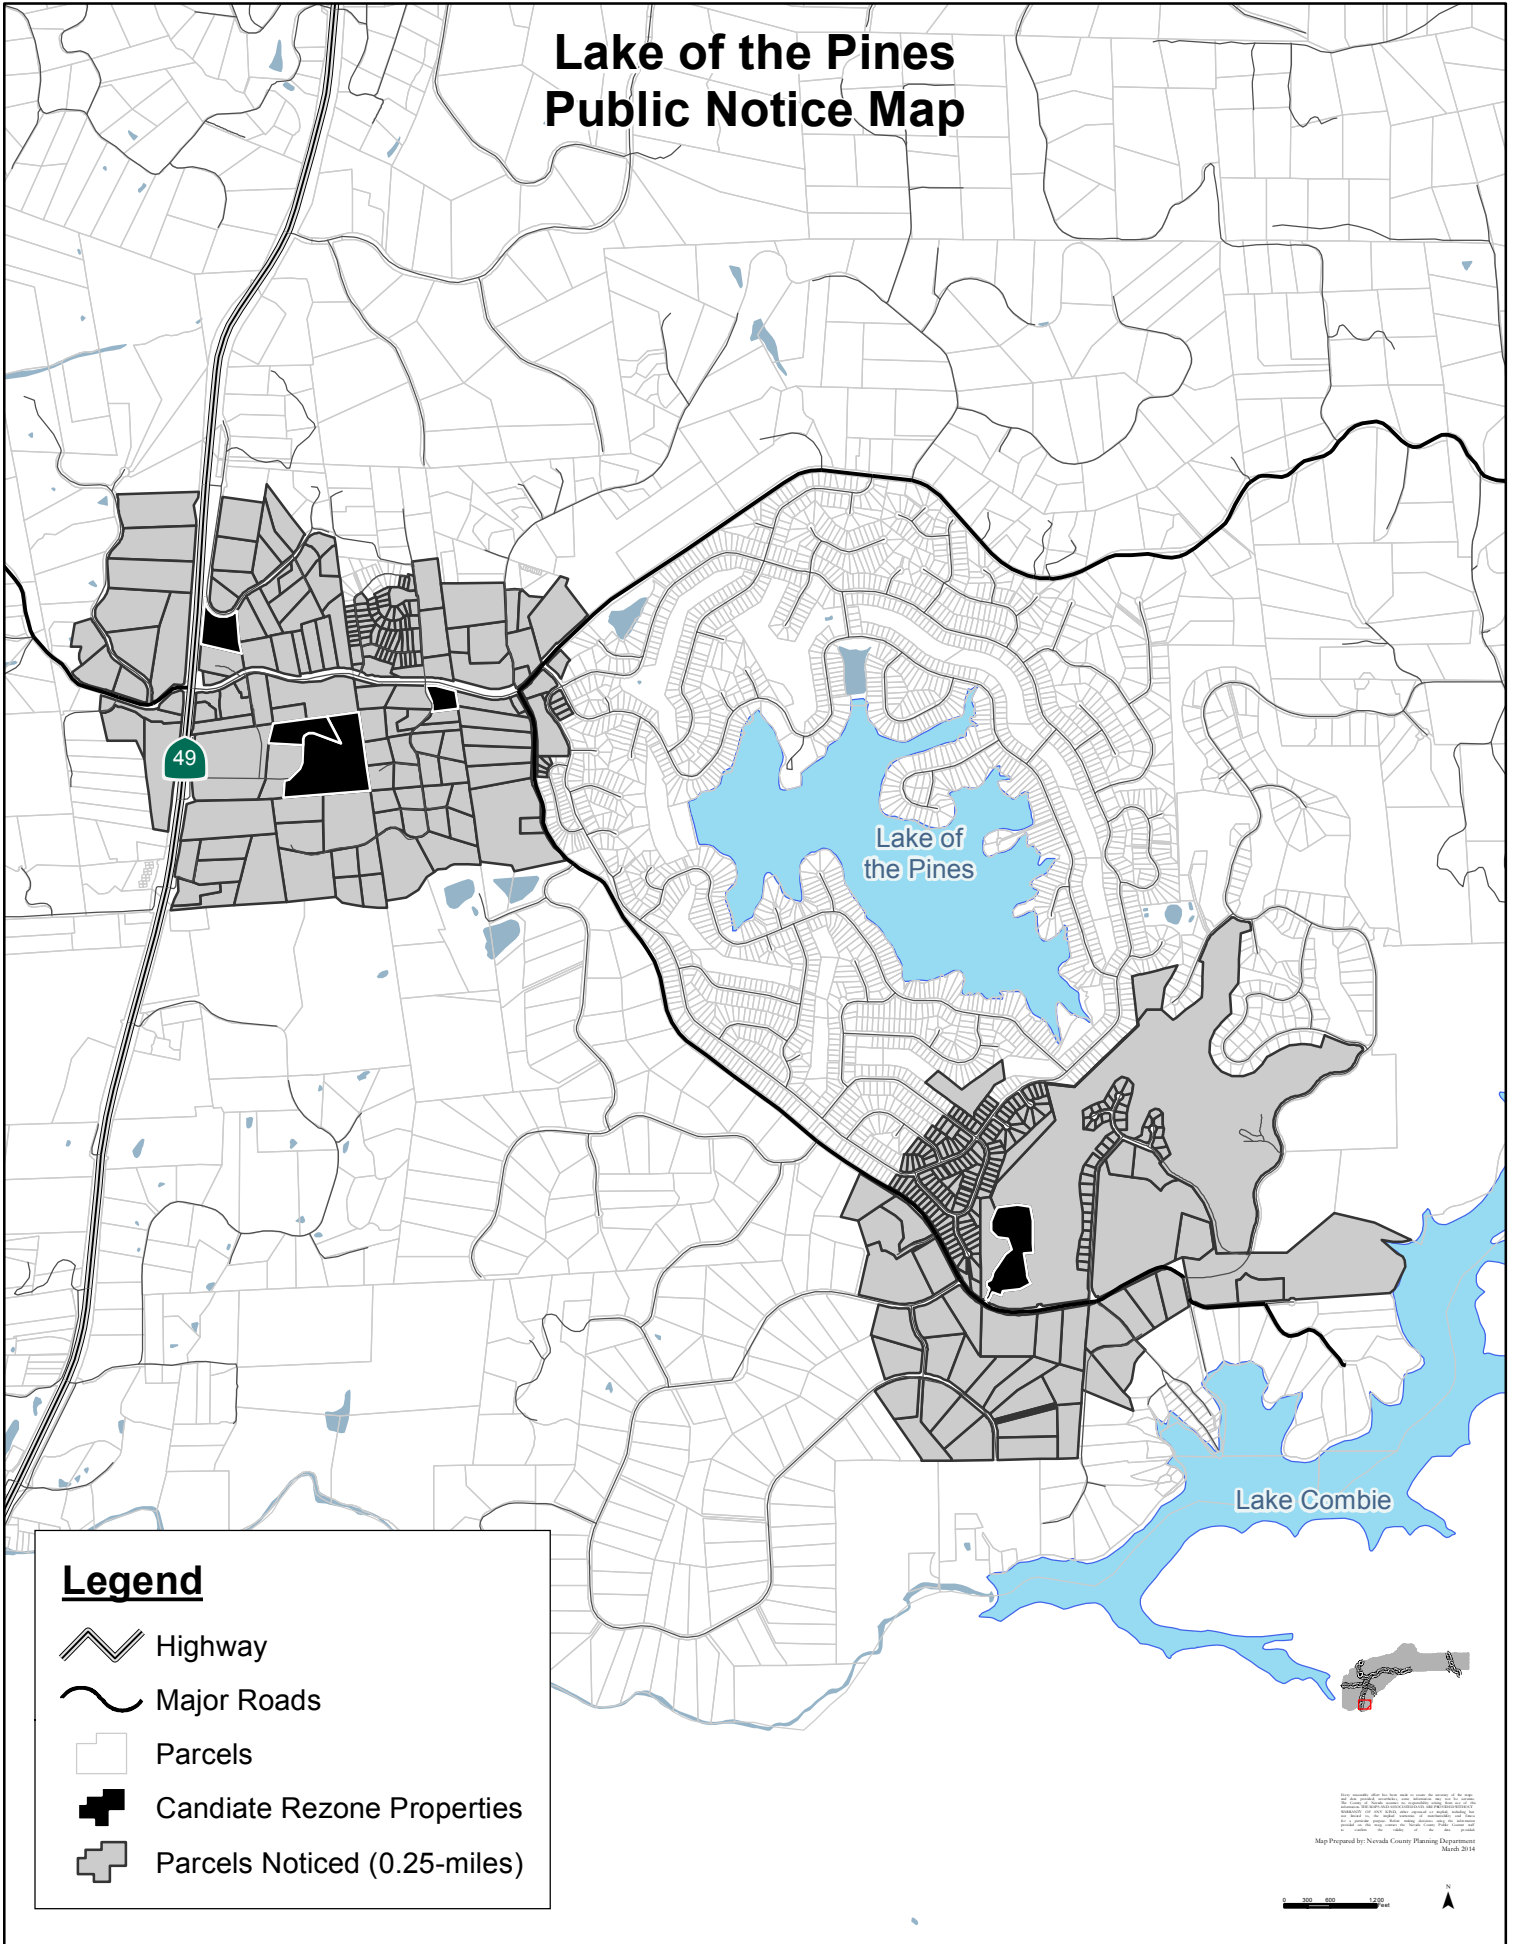 Lake of the Pines
Public Notice Map
49
Lake of
the Pines
Lake Combie
Legend
Highway
Major Roads
Parcels
Candiate Rezone Properties
Parcels Noticed (0.25-miles)
Map Prepared by: Nevada County Planning Department
March 2014
N
0 300 600 1,200
Feet